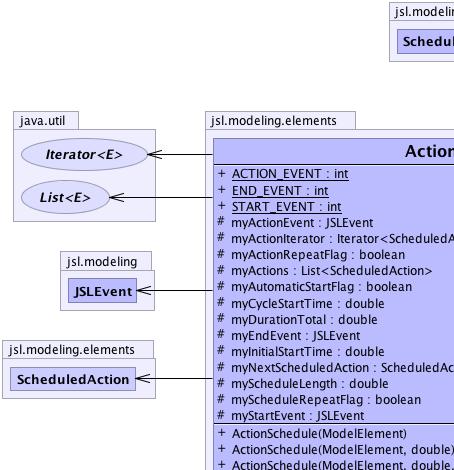 jsl.modeling
Schedul
java.util
Iterator<E>
List<E>
jsl.modeling
JSLEvent
jsl.modeling.elements
ScheduledAction
jsl.modeling.elements
Action
+ ACTION_EVENT : int
+ END_EVENT : int
+ START_EVENT : int
# myActionEvent : JSLEvent
# myActionIterator : Iterator<ScheduledA
# myActionRepeatFlag : boolean
# myActions : List<ScheduledAction>
# myAutomaticStartFlag : boolean
# myCycleStartTime : double
# myDurationTotal : double
# myEndEvent : JSLEvent
# myInitialStartTime : double
# myNextScheduledAction : ScheduledAc
# myScheduleLength : double
# myScheduleRepeatFlag : boolean
# myStartEvent : JSLEvent
+ ActionSchedule(ModelElement)
+ ActionSchedule(ModelElement, double)
+ ActionSchedule(ModelElement, double,